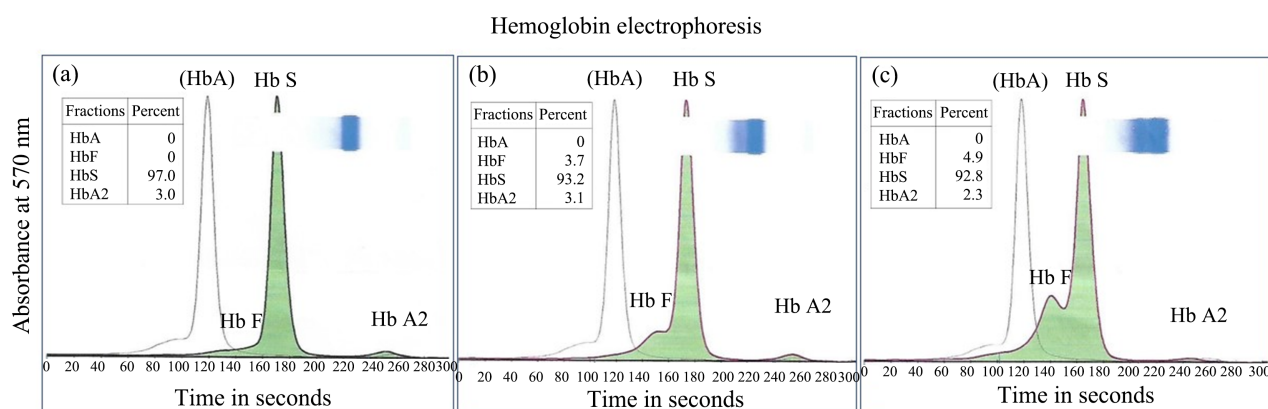 Hemoglobin electrophoresis
Absorbance at 570 nm
(a)
(HbA) Hb S
Fractions Percent
HbA 0
HbF 0
HbS 97.0
HbA2 3.0
Hb F
Hb A2
0 20 40 60 80 100 120 140 160 180 200 220 240 260 280 300
Time in seconds
(b)
(HbA) Hb S
Fractions Percent
HbA 0
HbF 3.7
HbS 93.2
HbA2 3.1
Hb F
Hb A2
0 20 40 60 80 100 120 140 160 180 200 220 240 260 280 300
Time in seconds
(c)
(HbA) Hb S
Fractions Percent
HbA 0
HbF 4.9
HbS 92.8
HbA2 2.3
Hb F
Hb A2
0 20 40 60 80 100 120 140 160 180 200 220 240 260 280 300
Time in seconds